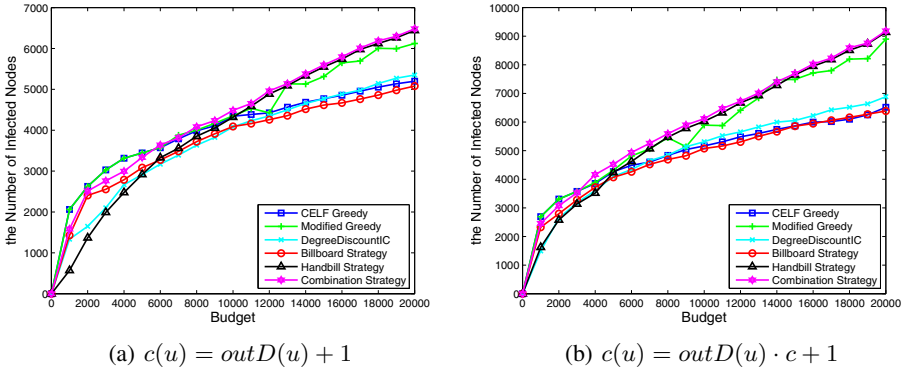 7000
6000
5000
4000
3000
2000
1000
0
the Number of Infected Nodes
CELF Greedy
Modified Greedy
DegreeDiscountIC
Billboard Strategy
Handbill Strategy
Combination Strategy
0 2000 4000 6000 8000 10000 12000 14000 16000 18000 20000
Budget
(a) c(u) = outD(u) + 1
10000
9000
8000
7000
6000
5000
4000
3000
2000
1000
0
the Number of Infected Nodes
CELF Greedy
Modified Greedy
DegreeDiscountIC
Billboard Strategy
Handbill Strategy
Combination Strategy
0 2000 4000 6000 8000 10000 12000 14000 16000 18000 20000
Budget
(b) c(u) = outD(u) · c + 1